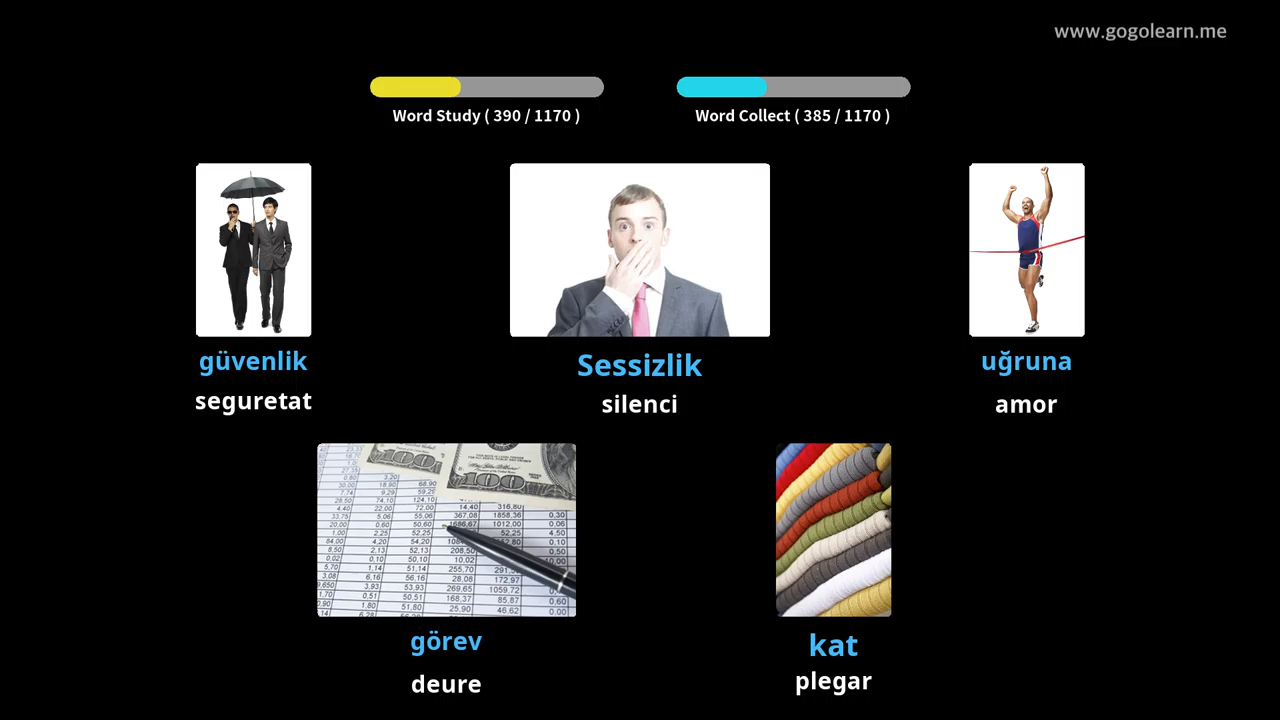 www.gogolearn.me
Word Study ( 390 / 1170 )
Word Collect ( 385 / 1170 )
güvenlik
seguretat
Sessizlik
silenci
uğruna
amor
görev
deure
kat
plegar